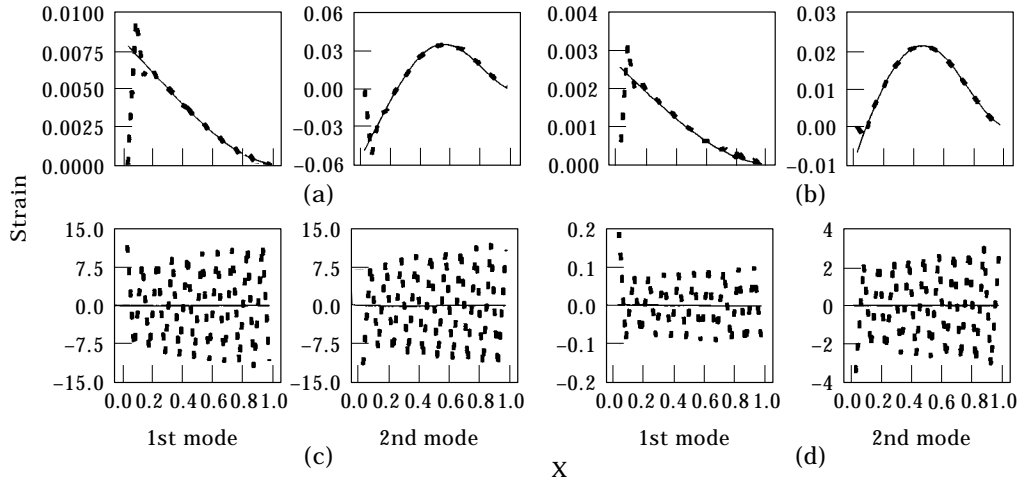 0.0100
0.0075
0.0050
0.0025
0.0000
0.06
0.03
0.00
−0.03
−0.06
0.004
0.003
0.002
0.001
0.000
0.03
0.02
0.01
0.00
−0.01
(a)
(b)
Strain
15.0
7.5
0.0
−7.5
−15.0
15.0
7.5
0.0
−7.5
−15.0
0.2
0.1
0.0
−0.1
−0.2
4
2
0
−2
−4
0.0 0.2 0.4 0.6 0.8 1.0
0.0 0.2 0.4 0.6 0.8 1.0
0.0 0.2 0.4 0.6 0.8 1.0
0.0 0.2 0.4 0.6 0.8 1.0
1st mode
2nd mode
1st mode
2nd mode
(c)
(d)
X